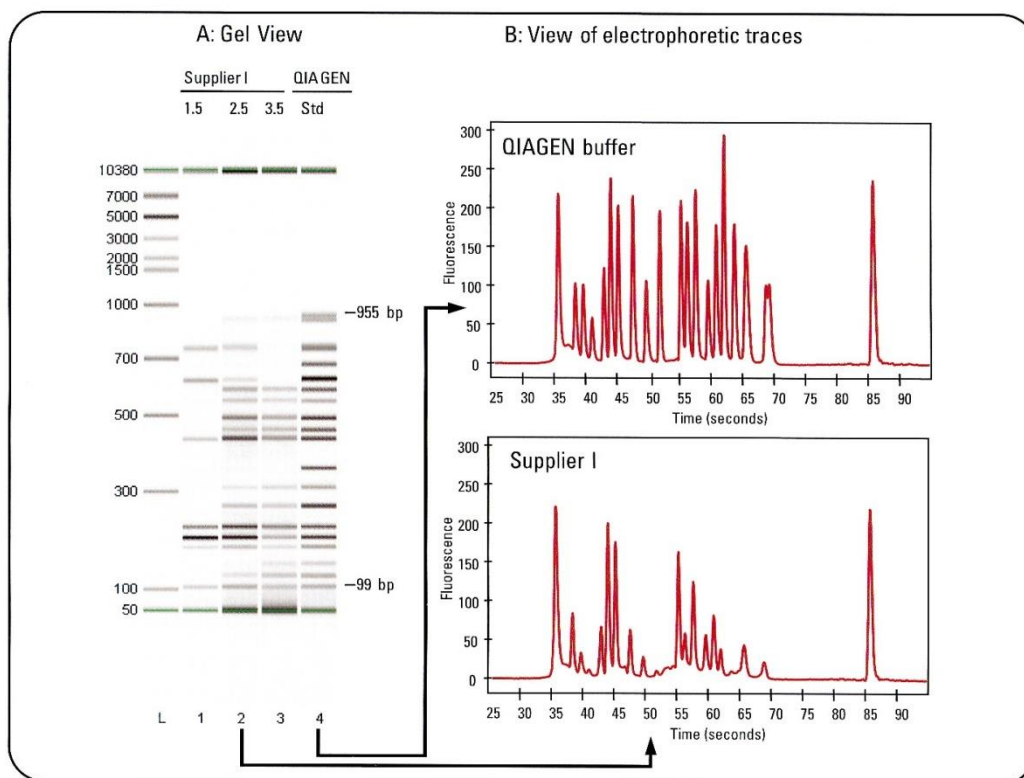 A: Gel View
B: View of electrophoretic traces
Supplier I QIAGEN
1.5 2.5 3.5 Std
10380
7000
5000
3000
2000
1500
1000
700
500
300
100
50
–955 bp
–99 bp
L 1 2 3 4
QIAGEN buffer
Fluorescence
300
250
200
150
100
50
0
25 30 35 40 45 50 55 60 65 70 75 80 85 90
Time (seconds)
Supplier I
Fluorescence
300
250
200
150
100
50
0
25 30 35 40 45 50 55 60 65 70 75 80 85 90
Time (seconds)